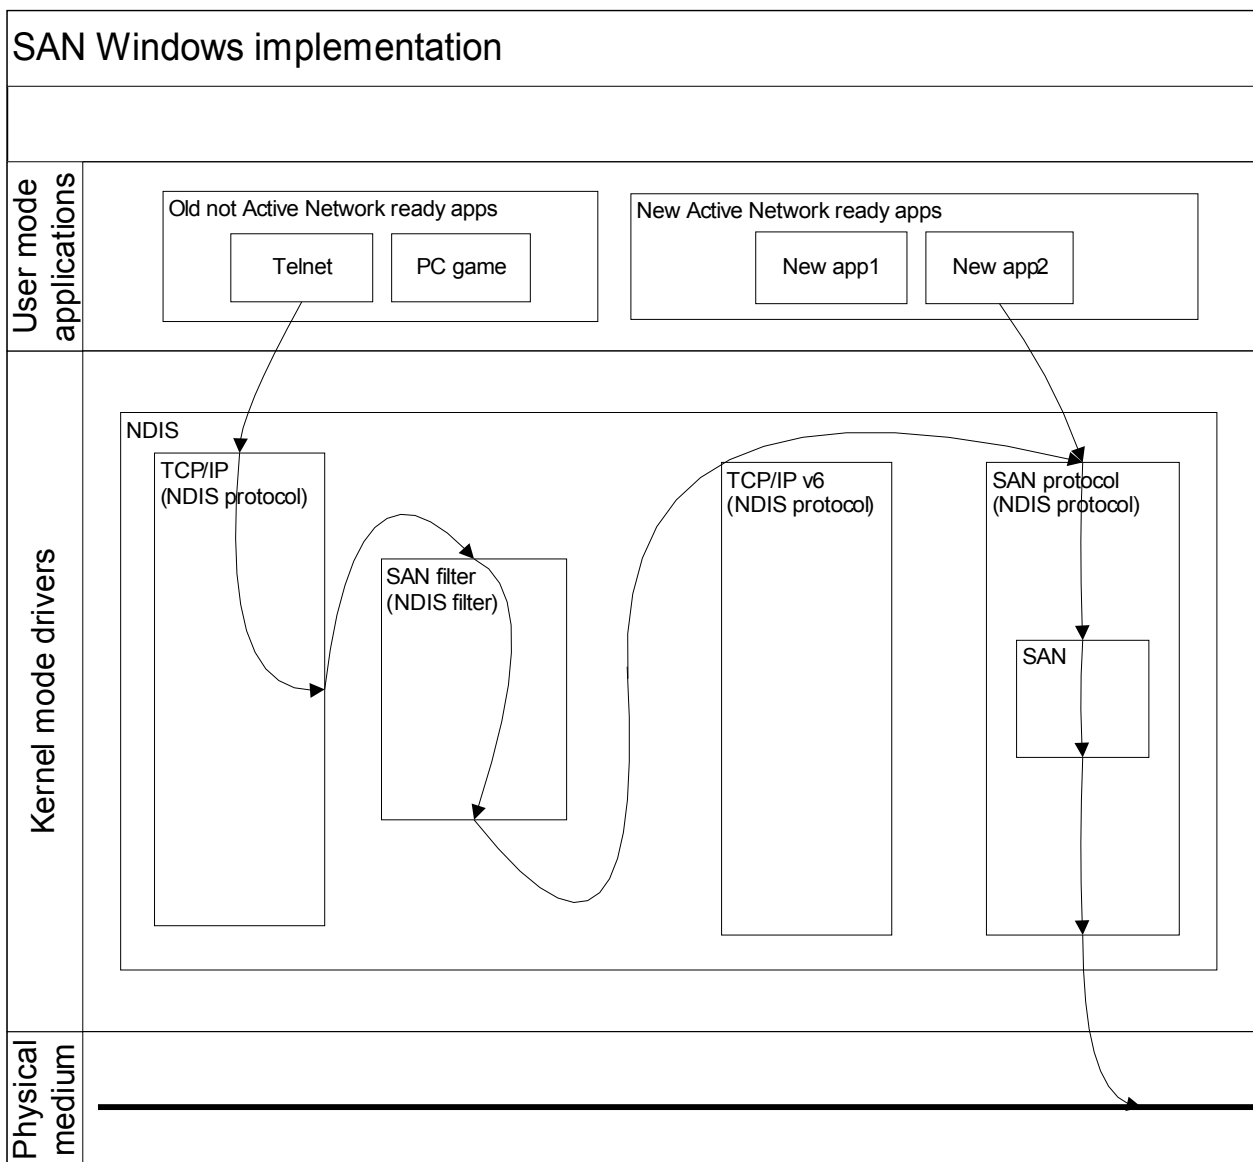 SAN Windows implementation
User mode
applications
Old not Active Network ready apps
Telnet
PC game
New Active Network ready apps
New app1
New app2
Kernel mode drivers
NDIS
TCP/IP
(NDIS protocol)
SAN filter
(NDIS filter)
TCP/IP v6
(NDIS protocol)
SAN protocol
(NDIS protocol)
SAN
Physical
medium